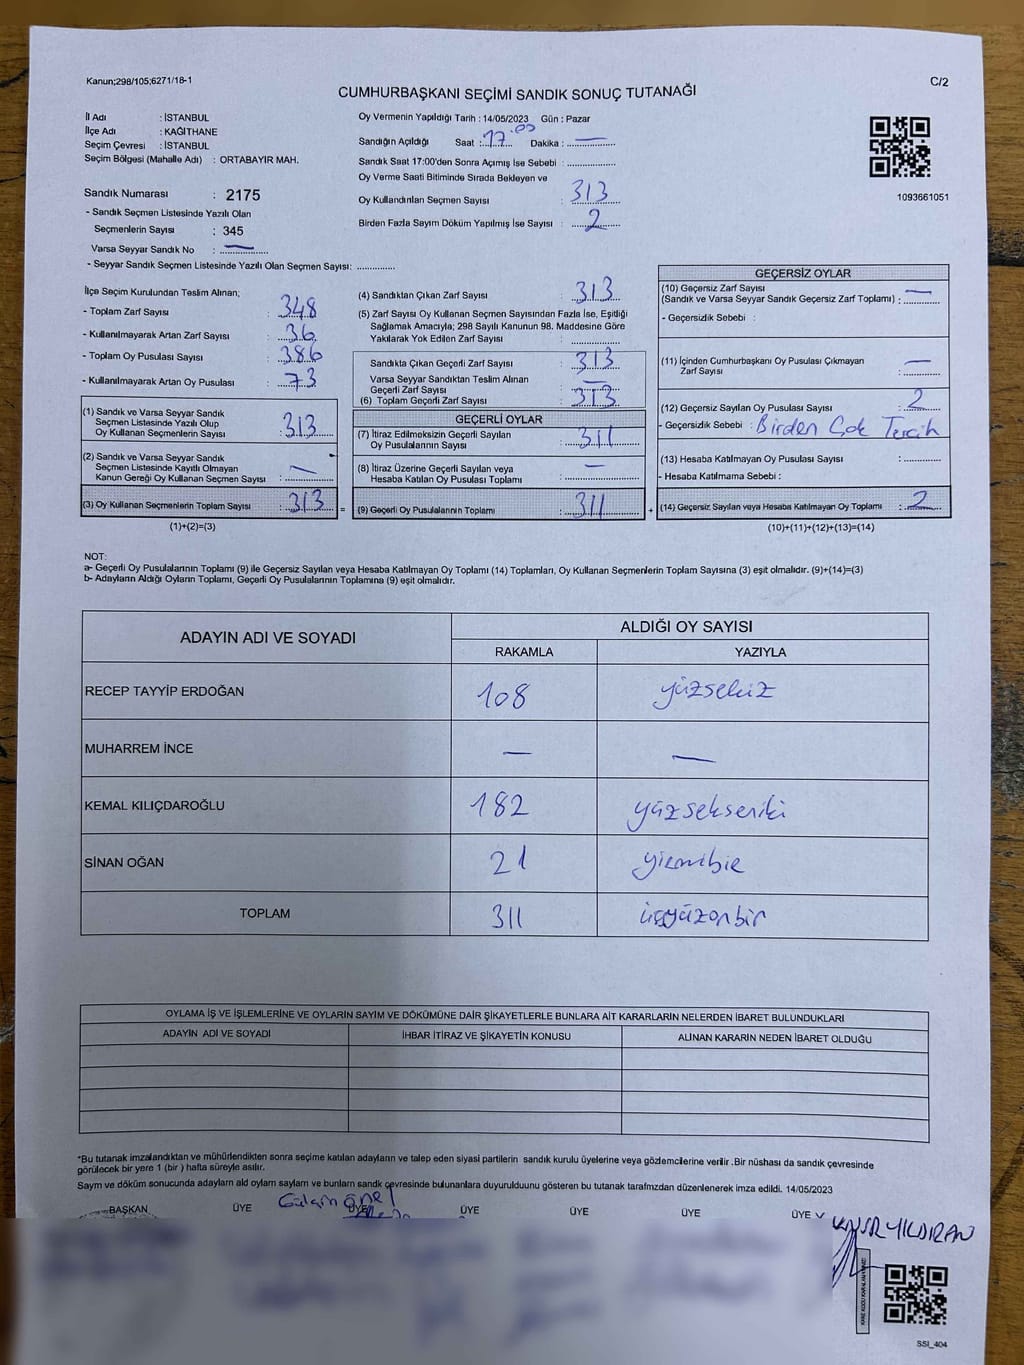 Kanun;298/105;6271/18-1
C/2
CUMHURBAŞKANI SEÇİMİ SANDIK SONUÇ TUTANAĞI
İl Adı : İSTANBUL
İlçe Adı : KAĞITHANE
Seçim Çevresi : İSTANBUL
Seçim Bölgesi (Mahalle Adı) : ORTABAYIR MAH.
Oy Vermenin Yapıldığı Tarih : 14/05/2023 Gün : Pazar
Sandığın Açıldığı Saat : 17.00 Dakika : —
Sandık Saat 17:00'den Sonra Açımış İse Sebebi :
Oy Verme Saati Bitiminde Sırada Bekleyen ve
Oy Kullandırılan Seçmen Sayısı : 313
Birden Fazla Sayım Döküm Yapılmış İse Sayısı : 2
1093661051
Sandık Numarası : 2175
- Sandık Seçmen Listesinde Yazılı Olan
Seçmenlerin Sayısı : 345
Varsa Seyyar Sandık No : —
- Seyyar Sandık Seçmen Listesinde Yazılı Olan Seçmen Sayısı:
İlçe Seçim Kurulundan Teslim Alınan;
- Toplam Zarf Sayısı : 348
- Kullanılmayarak Artan Zarf Sayısı : 36
- Toplam Oy Pusulası Sayısı : 386
- Kullanılmayarak Artan Oy Pusulası : 73
(1) Sandık ve Varsa Seyyar Sandık
Seçmen Listesinde Yazılı Olup
Oy Kullanan Seçmenlerin Sayısı : 313
(2) Sandık ve Varsa Seyyar Sandık
Seçmen Listesinde Kayıtlı Olmayan
Kanun Gereği Oy Kullanan Seçmen Sayısı : —
(3) Oy Kullanan Seçmenlerin Toplam Sayısı : 313 =
(1)+(2)=(3)
(4) Sandıktan Çıkan Zarf Sayısı : 313
(5) Zarf Sayısı Oy Kullanan Seçmen Sayısından Fazla İse, Eşitliği
Sağlamak Amacıyla; 298 Sayılı Kanunun 98. Maddesine Göre
Yakılarak Yok Edilen Zarf Sayısı :
Sandıkta Çıkan Geçerli Zarf Sayısı : 313
Varsa Seyyar Sandıktan Teslim Alınan
Geçerli Zarf Sayısı : —
(6) Toplam Geçerli Zarf Sayısı : 313
GEÇERLİ OYLAR
(7) İtiraz Edilmeksizin Geçerli Sayılan
Oy Pusulalarının Sayısı : 311
(8) İtiraz Üzerine Geçerli Sayılan veya
Hesaba Katılan Oy Pusulası Toplamı : —
(9) Geçerli Oy Pusulalarının Toplamı : 311 +
GEÇERSİZ OYLAR
(10) Geçersiz Zarf Sayısı
(Sandık ve Varsa Seyyar Sandık Geçersiz Zarf Toplamı) : —
- Geçersizlik Sebebi :
(11) İçinden Cumhurbaşkanı Oy Pusulası Çıkmayan
Zarf Sayısı : —
(12) Geçersiz Sayılan Oy Pusulası Sayısı : 2
- Geçersizlik Sebebi : Birden Çok Tercih
(13) Hesaba Katılmayan Oy Pusulası Sayısı :
- Hesaba Katılmama Sebebi :
(14) Geçersiz Sayılan veya Hesaba Katılmayan Oy Toplamı : 2
(10)+(11)+(12)+(13)=(14)
NOT:
a- Geçerli Oy Pusulalarının Toplamı (9) ile Geçersiz Sayılan veya Hesaba Katılmayan Oy Toplamı (14) Toplamları, Oy Kullanan Seçmenlerin Toplam Sayısına (3) eşit olmalıdır. (9)+(14)=(3)
b- Adayların Aldığı Oyların Toplamı, Geçerli Oy Pusulalarının Toplamına (9) eşit olmalıdır.
ADAYIN ADI VE SOYADI
ALDIĞI OY SAYISI
RAKAMLA YAZIYLA
RECEP TAYYİP ERDOĞAN 108 yüzsekiz
MUHARREM İNCE — —
KEMAL KILIÇDAROĞLU 182 yüzsekseniki
SİNAN OĞAN 21 yirmibir
TOPLAM 311 üçyüzonbir
OYLAMA İŞ VE İŞLEMLERİNE VE OYLARIN SAYIM VE DÖKÜMÜNE DAİR ŞİKAYETLERLE BUNLARA AİT KARARLARIN NELERDEN İBARET BULUNDUKLARI
ADAYIN ADI VE SOYADI İHBAR İTİRAZ VE ŞİKAYETİN KONUSU ALINAN KARARIN NEDEN İBARET OLDUĞU
*Bu tutanak imzalandıktan ve mühürlendikten sonra seçime katılan adayların ve talep eden siyasi partilerin sandık kurulu üyelerine veya gözlemcilerine verilir .Bir nüshası da sandık çevresinde
görülecek bir yere 1 (bir ) hafta süreyle asılır.
Sayım ve döküm sonucunda adayların ald oyların sayların ve bunların sandk çevresinde bulunanlara duyurulduunu gösteren bu tutanak tarafmzdan düzenlenerek imza edildi. 14/05/2023
BAŞKAN ÜYE ÜYE ÜYE ÜYE ÜYE ÜYE
YILDIRAN
SSI_404